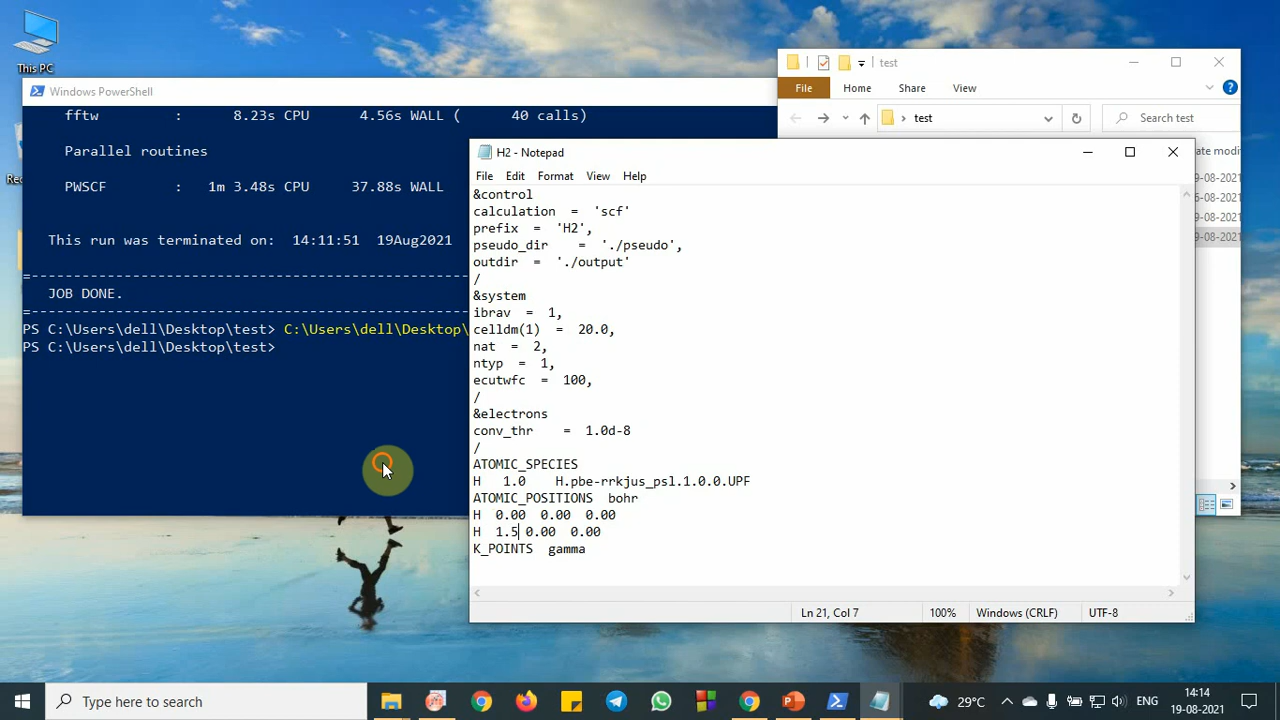 This PC
Windows PowerShell
fftw : 8.23s CPU 4.56s WALL ( 40 calls)
Parallel routines
PWSCF : 1m 3.48s CPU 37.88s WALL
This run was terminated on: 14:11:51 19Aug2021
=------------------------------------------
JOB DONE.
=------------------------------------------
PS C:\Users\dell\Desktop\test> C:\Users\dell\Desktop\
PS C:\Users\dell\Desktop\test>
test
File Home Share View
test
Search test
H2 - Notepad
File Edit Format View Help
&control
calculation = 'scf'
prefix = 'H2',
pseudo_dir = './pseudo',
outdir = './output'
/
&system
ibrav = 1,
celldm(1) = 20.0,
nat = 2,
ntyp = 1,
ecutwfc = 100,
/
&electrons
conv_thr = 1.0d-8
/
ATOMIC_SPECIES
H 1.0 H.pbe-rrkjus_psl.1.0.0.UPF
ATOMIC_POSITIONS bohr
H 0.00 0.00 0.00
H 1.5 0.00 0.00
K_POINTS gamma
Ln 21, Col 7 100% Windows (CRLF) UTF-8
Type here to search
29°C
ENG
14:14
19-08-2021